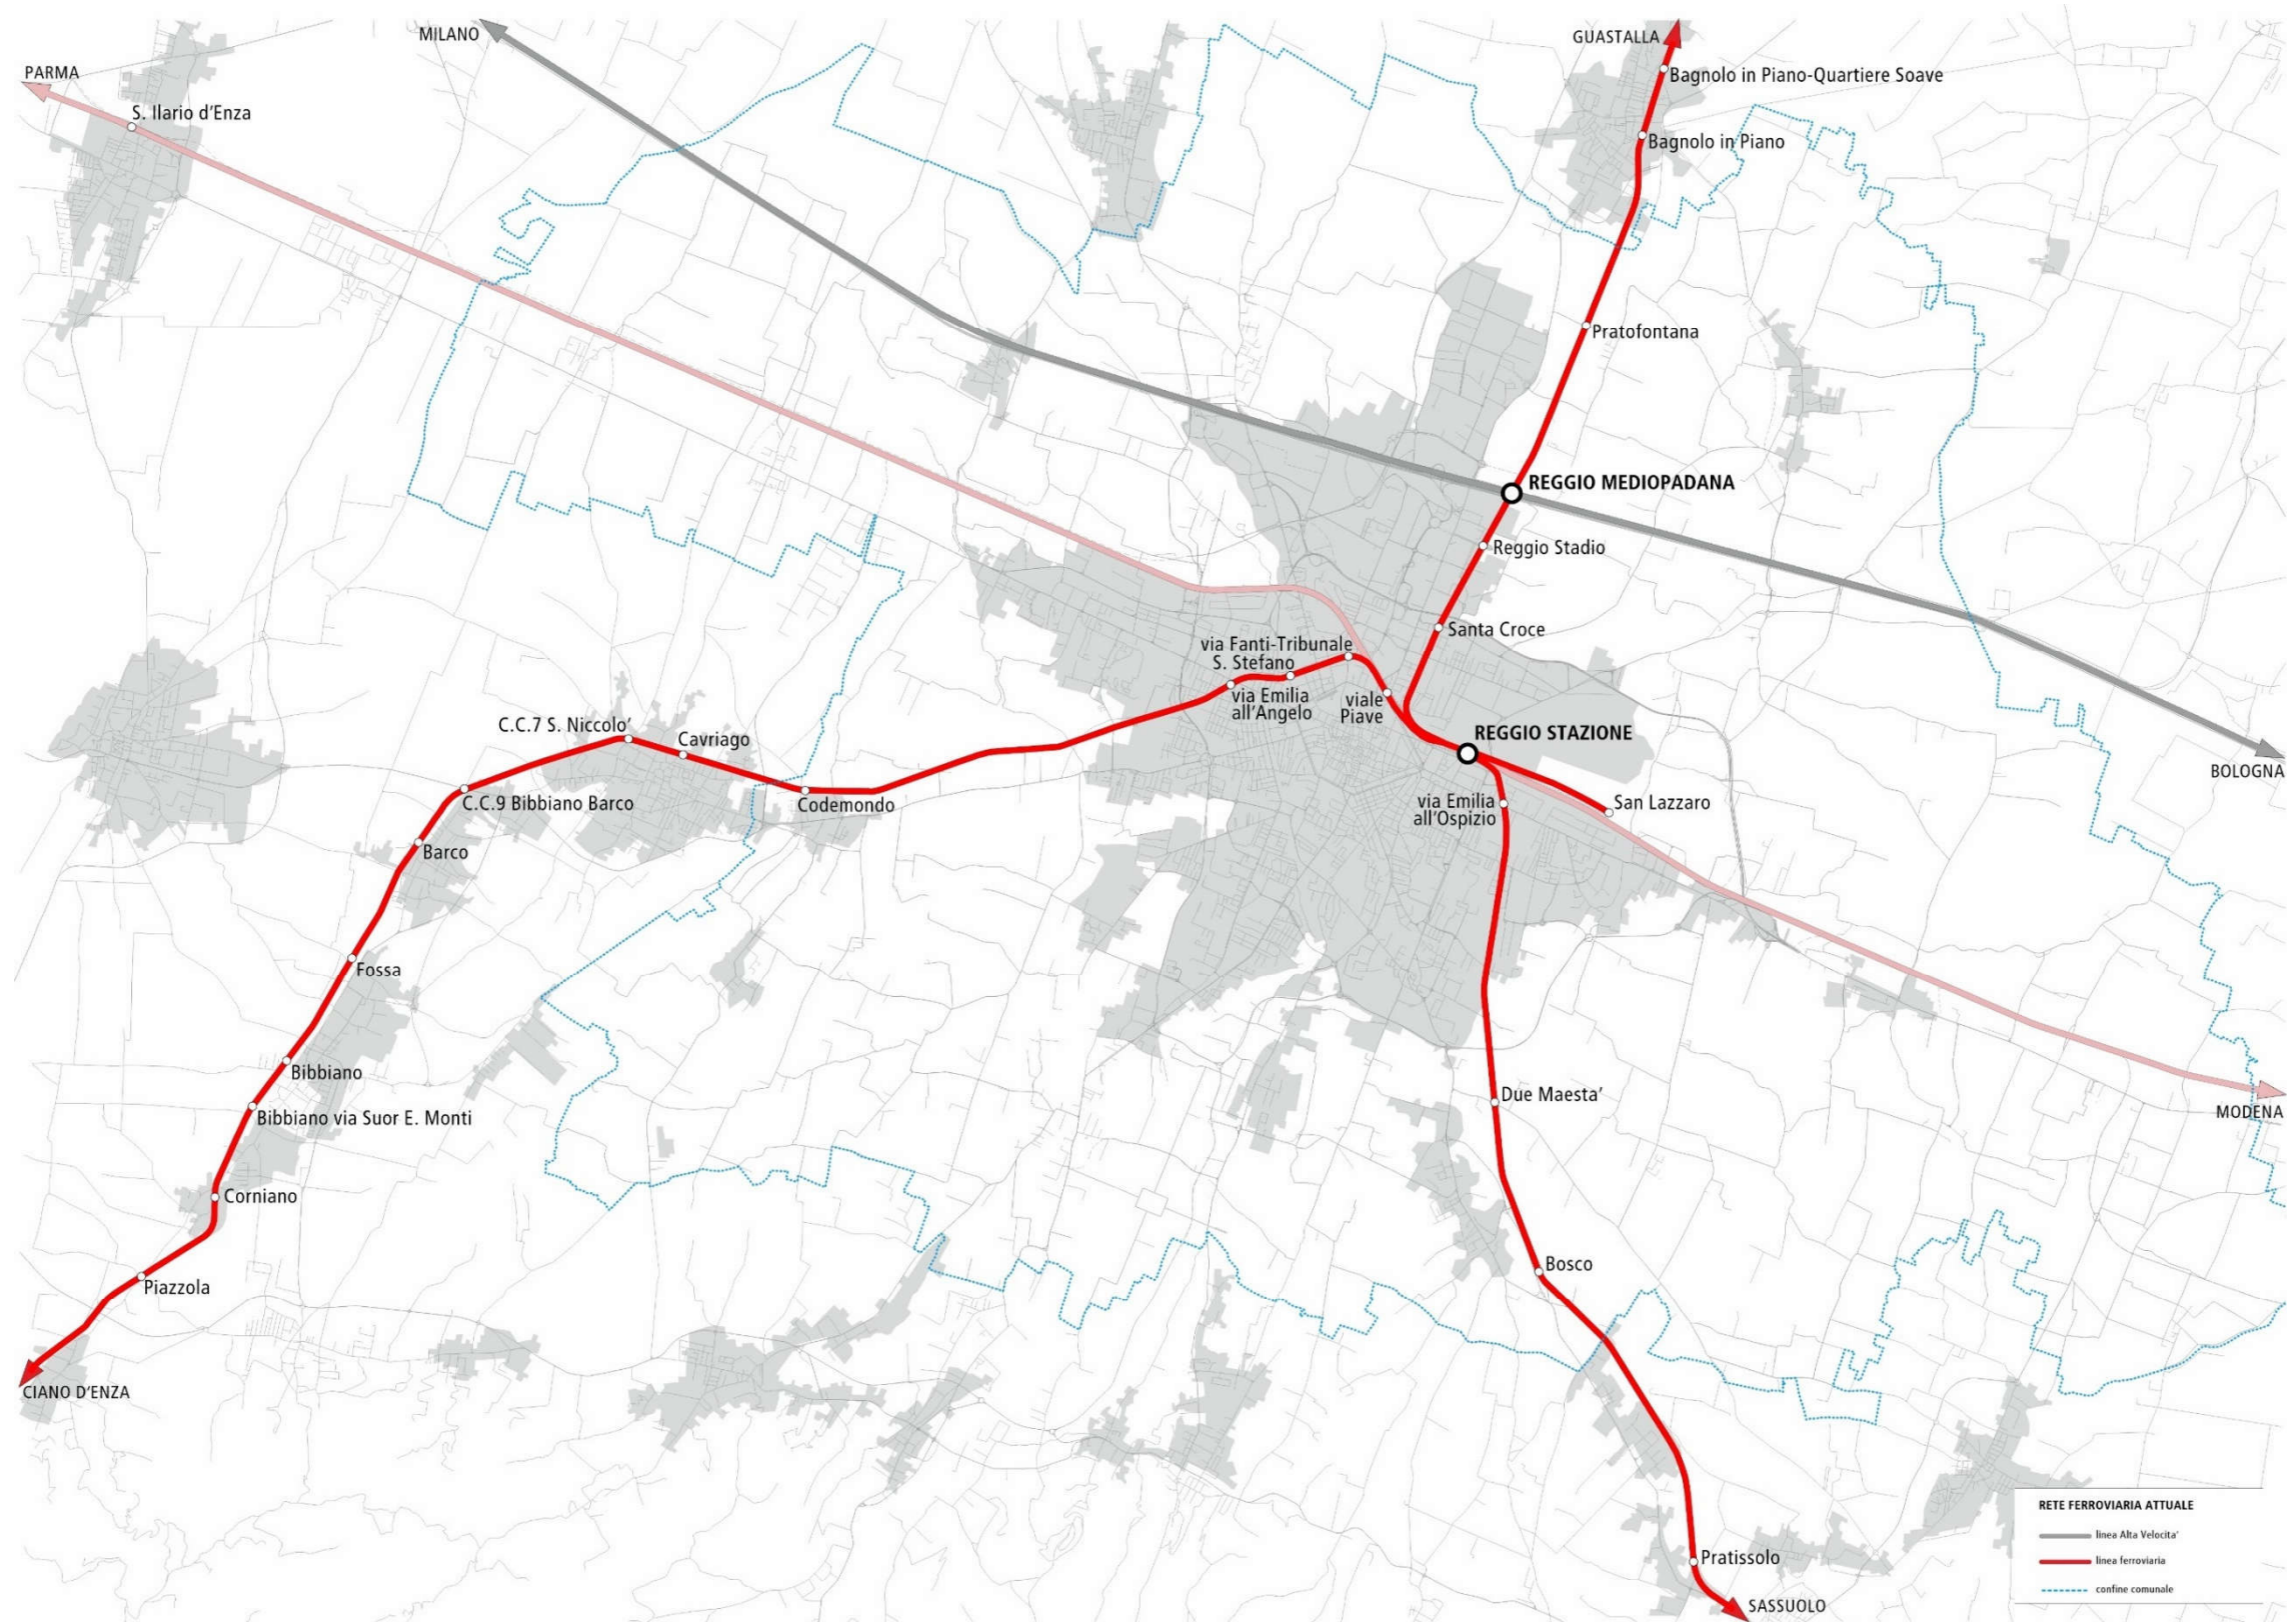 MILANO
GUASTALLA
PARMA
Bagnolo in Piano-Quartiere Soave
S. Ilario d'Enza
Bagnolo in Piano
Pratofontana
REGGIO MEDIOPADANA
Reggio Stadio
Santa Croce
via Fanti-Tribunale
S. Stefano
via Emilia
all'Angelo
viale
Piave
C.C.7 S. Niccolo'
Cavriago
REGGIO STAZIONE
BOLOGNA
C.C.9 Bibbiano Barco
Codemondo
via Emilia
all'Ospizio
San Lazzaro
Barco
Fossa
Bibbiano
Due Maesta'
MODENA
Bibbiano via Suor E. Monti
Corniano
Bosco
Piazzola
CIANO D'ENZA
RETE FERROVIARIA ATTUALE
linea Alta Velocita'
linea ferroviaria
confine comunale
Pratissolo
SASSUOLO